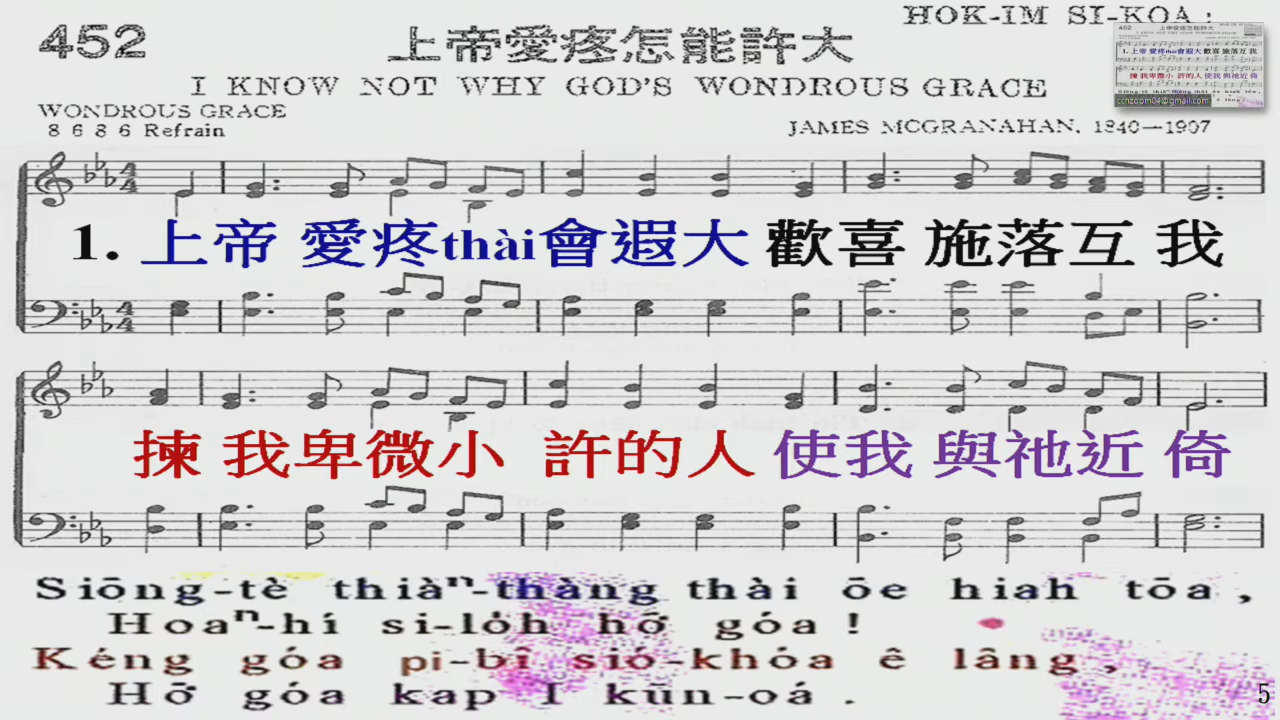 HOK-IM SI-KOA:
452 上帝愛疼怎能許大
I KNOW NOT WHY GOD'S WONDROUS GRACE
WONDROUS GRACE
8 6 8 6 Refrain
JAMES MCGRANAHAN, 1840—1907
1. 上帝 愛疼thài會遐大 歡喜 施落互 我
揀 我卑微小 許的人 使我 與祂近 倚
Siōng-tè thiàⁿ-thàng thài ōe hiah tōa,
Hoaⁿ-hí si-lo̍h hō͘ góa!
Kéng góa pi-bî sió-khóa ê lâng,
Hō͘ góa kap I kūn-oá.
5
ccnzoom04@gmail.com